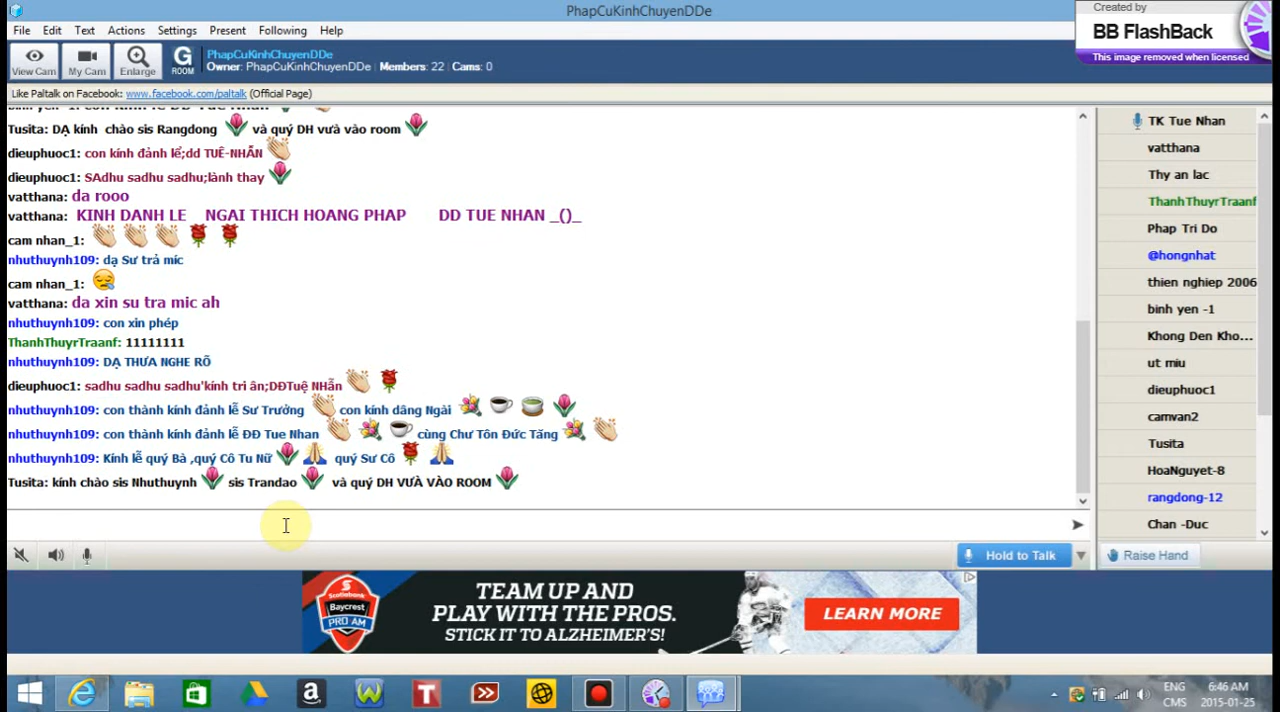 PhapCuKinhChuyenDDe
Created by
BB FlashBack
This image removed when licensed
File Edit Text Actions Settings Present Following Help
View Cam
My Cam
Enlarge
G
ROOM
PhapCuKinhChuyenDDe
Owner: PhapCuKinhChuyenDDe Members: 22 Cams: 0
Like Paltalk on Facebook: www.facebook.com/paltalk (Official Page)
Tusita: DẠ kính chào sis Rangdong và quý DH vưà vào room
dieuphuoc1: con kính đảnh lể;dd TUÊ-NHẪN
dieuphuoc1: SAdhu sadhu sadhu;lành thay
vatthana: da rooo
vatthana: KINH DANH LE NGAI THICH HOANG PHAP DD TUE NHAN _()_
cam nhan_1:
nhuthuynh109: dạ Sư trả míc
cam nhan_1:
vatthana: da xin su tra mic ah
nhuthuynh109: con xin phép
ThanhThuyrTraanf: 11111111
nhuthuynh109: DẠ THƯA NGHE RÕ
dieuphuoc1: sadhu sadhu sadhu'kính tri ân;DĐTuệ NHẫn
nhuthuynh109: con thành kính đảnh lễ Sư Trưởng con kính dâng Ngài
nhuthuynh109: con thành kính đảnh lễ ĐĐ Tue Nhan cùng Chư Tôn Đức Tăng
nhuthuynh109: Kính lễ quý Bà ,quý Cô Tu Nữ quý Sư Cô
Tusita: kính chào sis Nhuthuynh sis Trandao và quý DH VƯÀ VÀO ROOM
TK Tue Nhan
vatthana
Thy an lac
ThanhThuyrTraanf
Phap Tri Do
@hongnhat
thien nghiep 2006
binh yen -1
Khong Den Kho...
ut miu
dieuphuoc1
camvan2
Tusita
HoaNguyet-8
rangdong-12
Chan -Duc
Hold to Talk
Raise Hand
Scotiabank
Baycrest
PRO AM
TEAM UP AND
PLAY WITH THE PROS.
STICK IT TO ALZHEIMER'S!
LEARN MORE
ENG
CMS
6:46 AM
2015-01-25